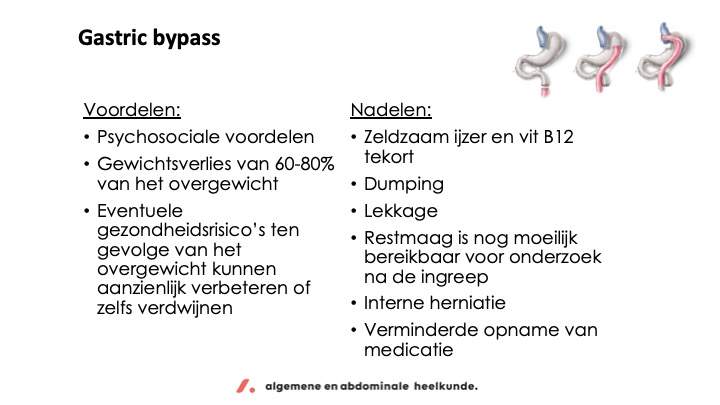 Gastric bypass
Voordelen:
• Psychosociale voordelen
• Gewichtsverlies van 60-80%
van het overgewicht
• Eventuele
gezondheidsrisico’s ten
gevolge van het
overgewicht kunnen
aanzienlijk verbeteren of
zelfs verdwijnen
Nadelen:
• Zeldzaam ijzer en vit B12
tekort
• Dumping
• Lekkage
• Restmaag is nog moeilijk
bereikbaar voor onderzoek
na de ingreep
• Interne herniatie
• Verminderde opname van
medicatie
algemene en abdominale heelkunde.